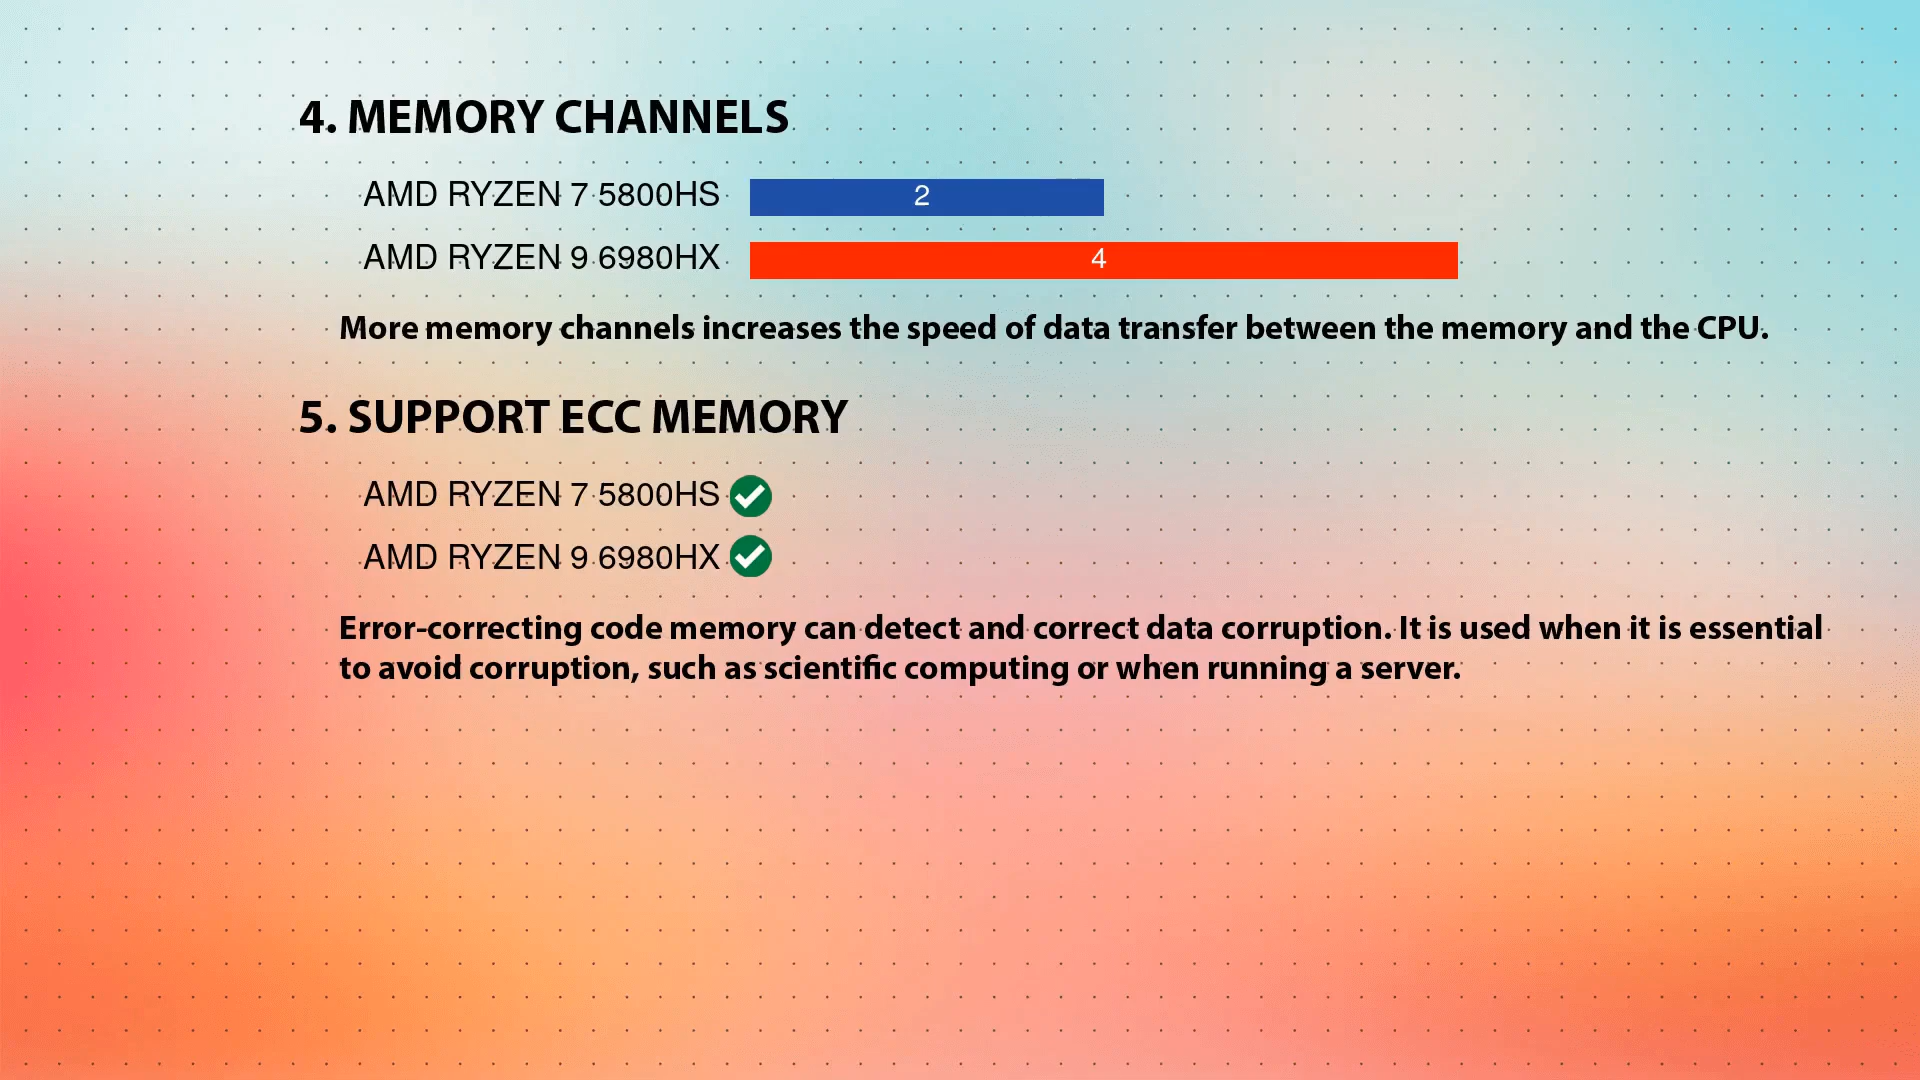 4. MEMORY CHANNELS
AMD RYZEN 7 5800HS 2
AMD RYZEN 9 6980HX 4
More memory channels increases the speed of data transfer between the memory and the CPU.
5. SUPPORT ECC MEMORY
AMD RYZEN 7 5800HS
AMD RYZEN 9 6980HX
Error-correcting code memory can detect and correct data corruption. It is used when it is essential
to avoid corruption, such as scientific computing or when running a server.